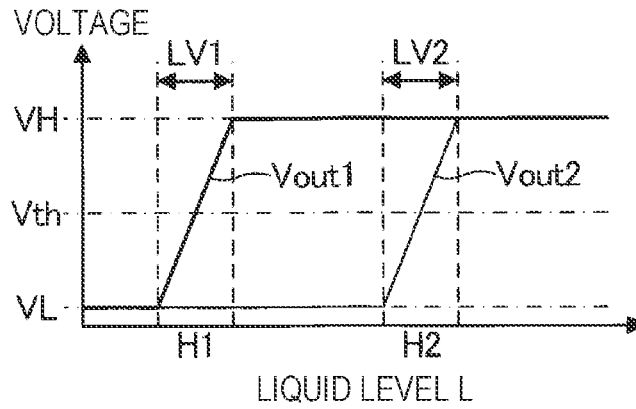 VOLTAGE
LV1 LV2
VH
Vout1 Vout2
Vth
VL
H1 H2
LIQUID LEVEL L